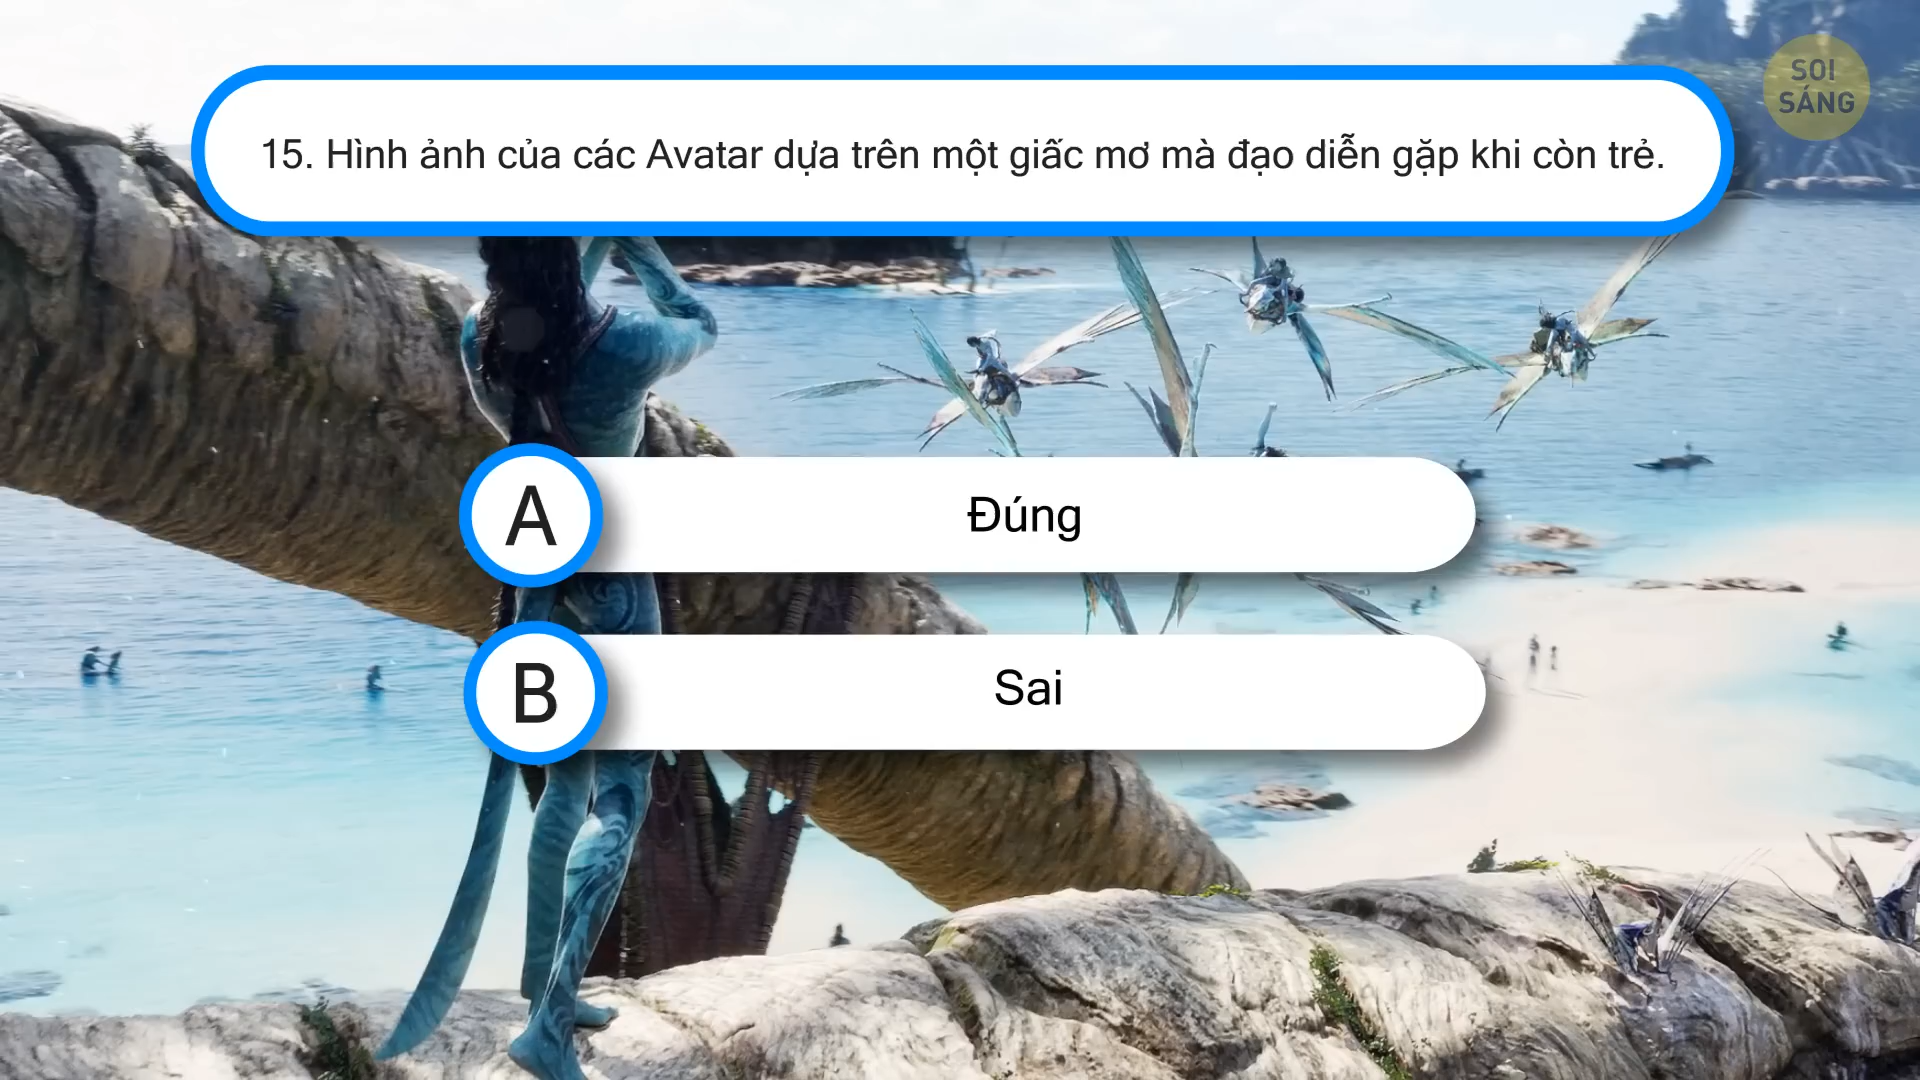 SOI
SÁNG
15. Hình ảnh của các Avatar dựa trên một giấc mơ mà đạo diễn gặp khi còn trẻ.
A
Đúng
B
Sai